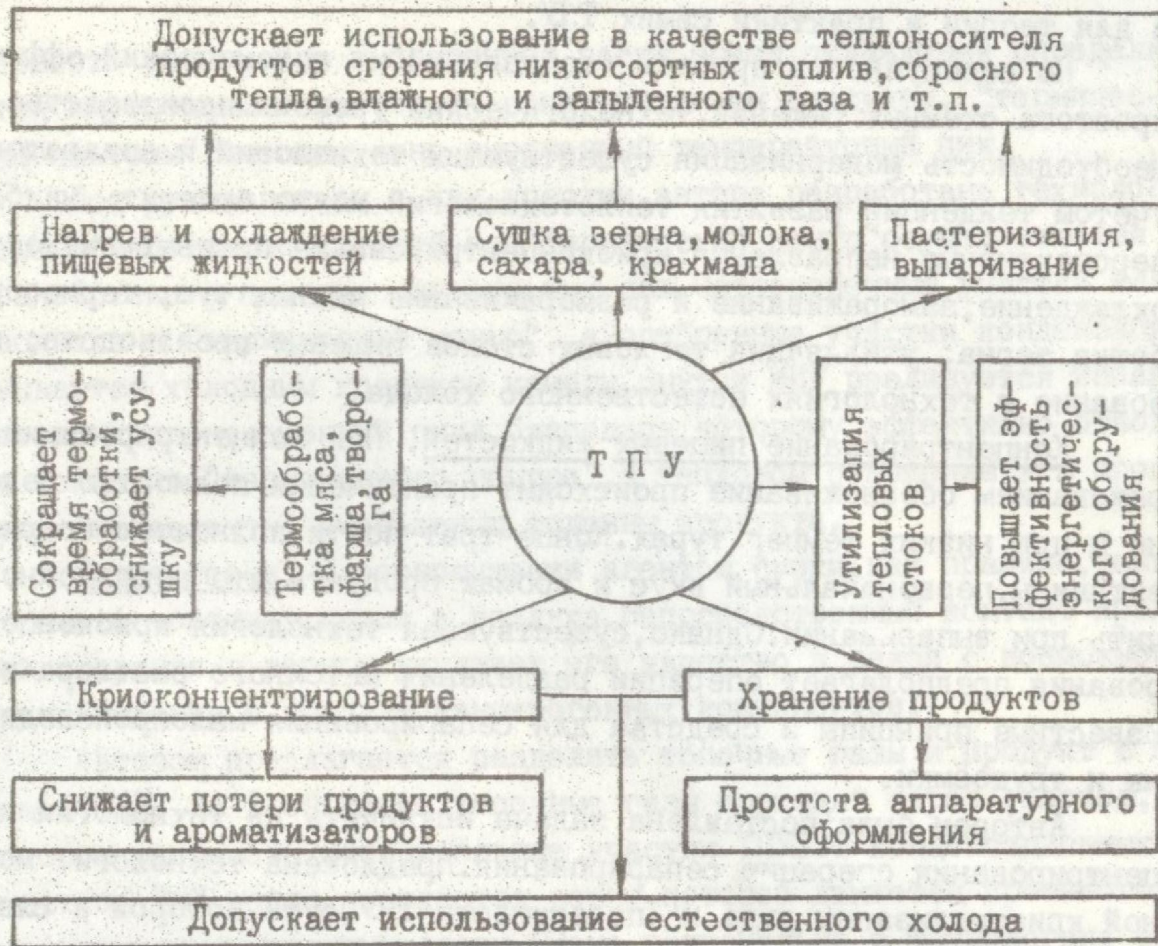 Допускает использование в качестве теплоносителя
продуктов сгорания низкосортных топлив,сбросного
тепла,влажного и запыленного газа и т.п.
Нагрев и охлаждение
пищевых жидкостей
Сушка зерна,молока,
сахара, крахмала
Пастеризация,
выпаривание
Сокращает
время термо-
обработки,
снижает усу-
шку
Термообрабо-
тка мяса,
фарша,творо-
га
ТПУ
Утилизация
тепловых
стоков
Повышает эф-
фективность
энергетичес-
кого обору-
дования
Криоконцентрирование
Хранение продуктов
Снижает потери продуктов
и ароматизаторов
Простота аппаратурного
оформления
Допускает использование естественного холода